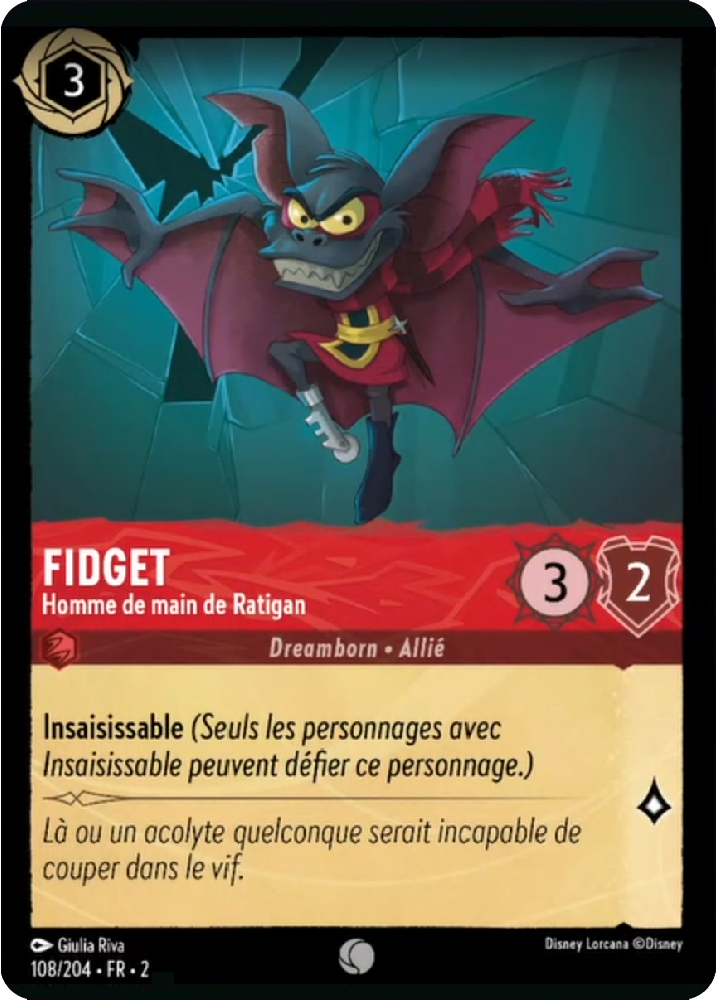 3
FIDGET
Homme de main de Ratigan
3
2
Dreamborn • Allié
Insaisissable (Seuls les personnages avec
Insaisissable peuvent défier ce personnage.)
Là ou un acolyte quelconque serait incapable de
couper dans le vif.
Giulia Riva
Disney Lorcana ©Disney
108/204 • FR • 2